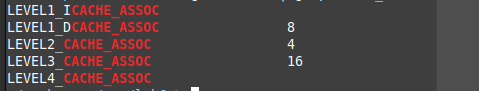 LEVEL1_ICACHE_ASSOC
LEVEL1_DCACHE_ASSOC 8
LEVEL2_CACHE_ASSOC 4
LEVEL3_CACHE_ASSOC 16
LEVEL4_CACHE_ASSOC